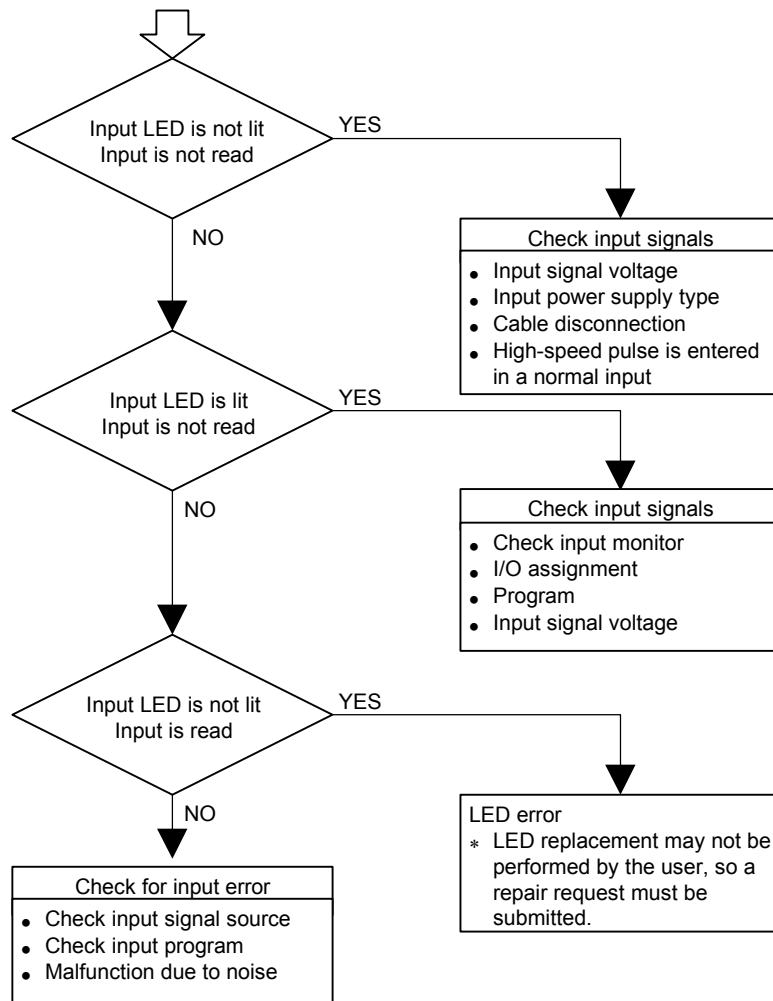 Input LED is not lit
Input is not read
YES
NO
Check input signals
• Input signal voltage
• Input power supply type
• Cable disconnection
• High-speed pulse is entered
in a normal input
Input LED is lit
Input is not read
YES
NO
Check input signals
• Check input monitor
• I/O assignment
• Program
• Input signal voltage
Input LED is not lit
Input is read
YES
NO
LED error
* LED replacement may not be
performed by the user, so a
repair request must be
submitted.
Check for input error
• Check input signal source
• Check input program
• Malfunction due to noise